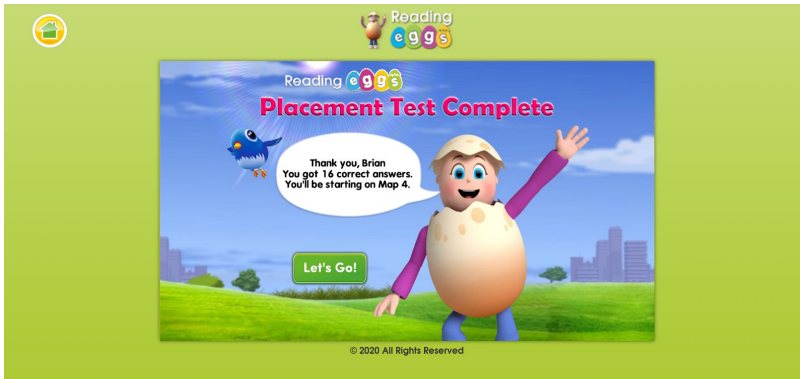 Reading
eggs
Reading eggs
Placement Test Complete
Thank you, Brian
You got 16 correct answers.
You'll be starting on Map 4.
Let's Go!
© 2020 All Rights Reserved